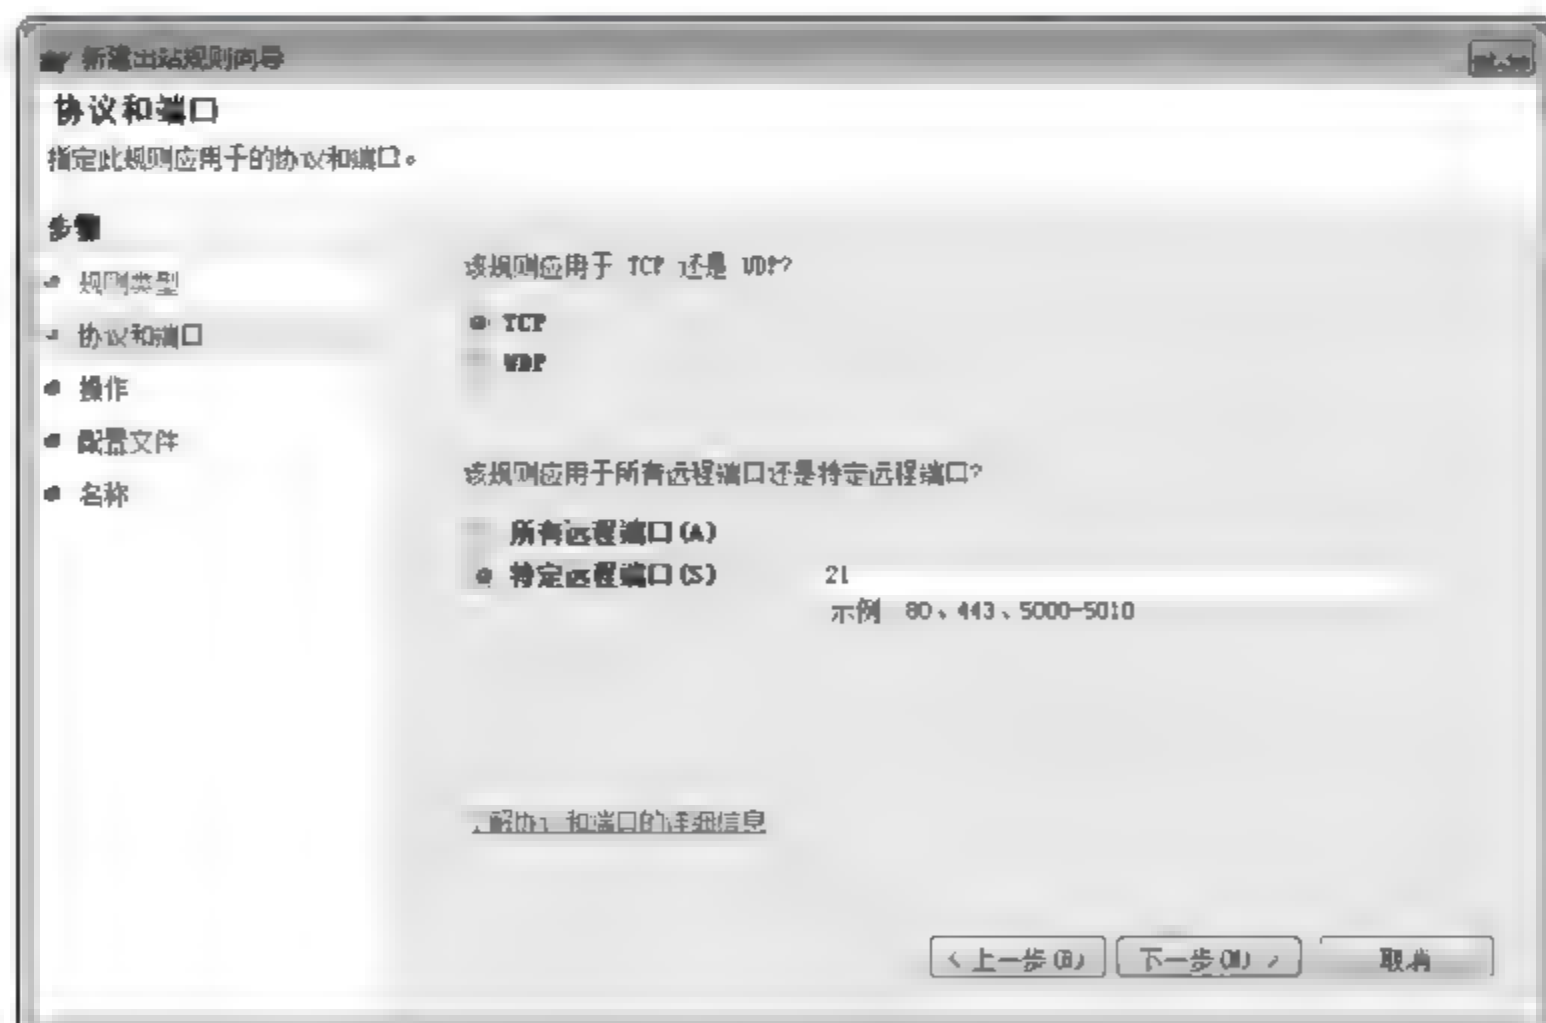 新建出站规则向导
协议和端口
指定此规则应用于的协议和端口。
步骤
规则类型
协议和端口
操作
配置文件
名称
该规则应用于 TCP 还是 UDP?
TCP
UDP
该规则应用于所有远程端口还是特定远程端口?
所有远程端口(A)
特定远程端口(S)
21
示例 80、443、5000-5010
解协 和端口的详细信息
< 上一步(B)
下一步(N) >
取消